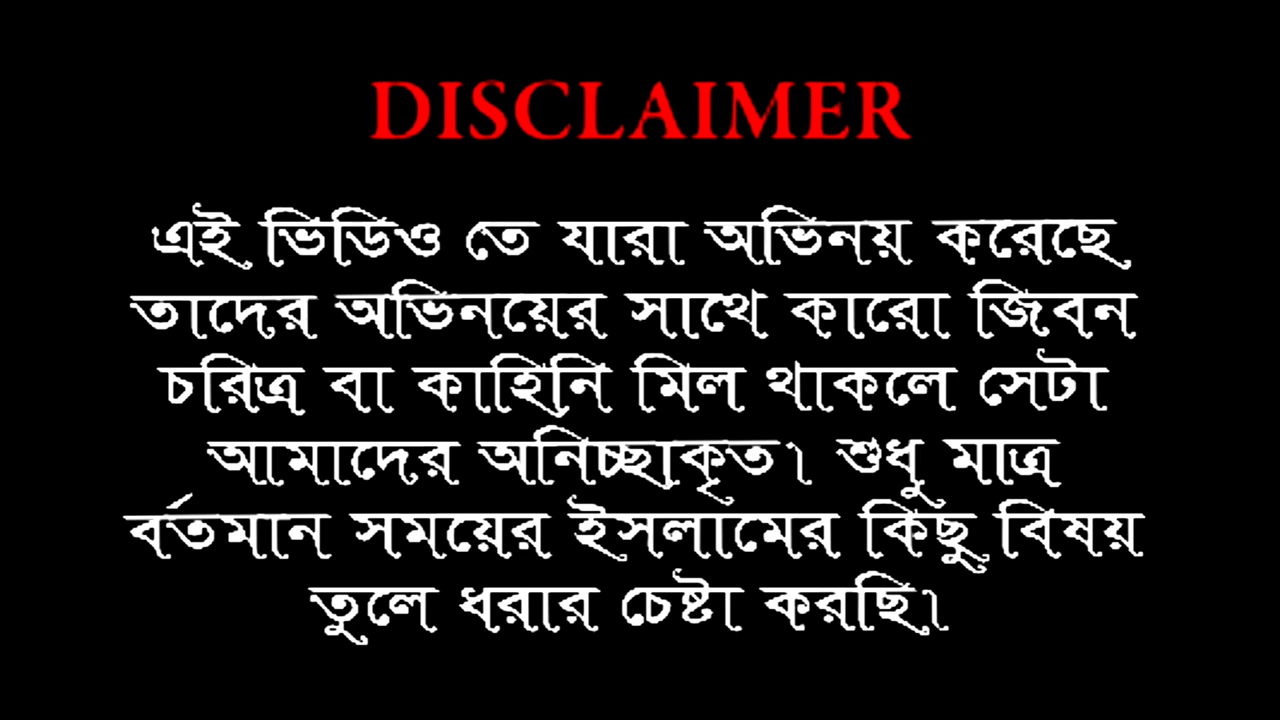 DISCLAIMER
এই ভিডিও তে যারা অভিনয় করেছে
তাদের অভিনয়ের সাথে কারো জিবন
চরিত্র বা কাহিনি মিল থাকলে সেটা
আমাদের অনিচ্ছাকৃত। শুধু মাত্র
বর্তমান সময়ের ইসলামের কিছু বিষয়
তুলে ধরার চেষ্টা করছি।